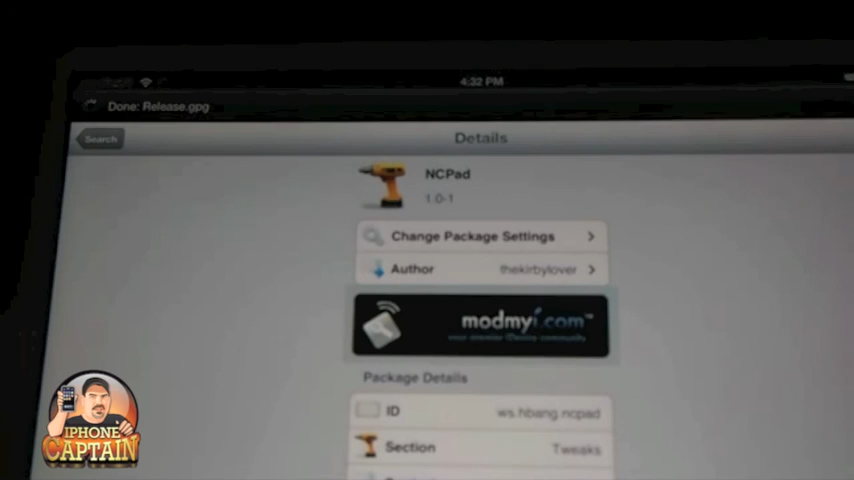 4:32 PM
Done: Release.gpg
Search
Details
NCPad
1.0-1
Change Package Settings
Author thekirbylover
modmyi.com™
Package Details
ID ws.hbang.ncpad
Section Tweaks
IPHONE
CAPTAIN